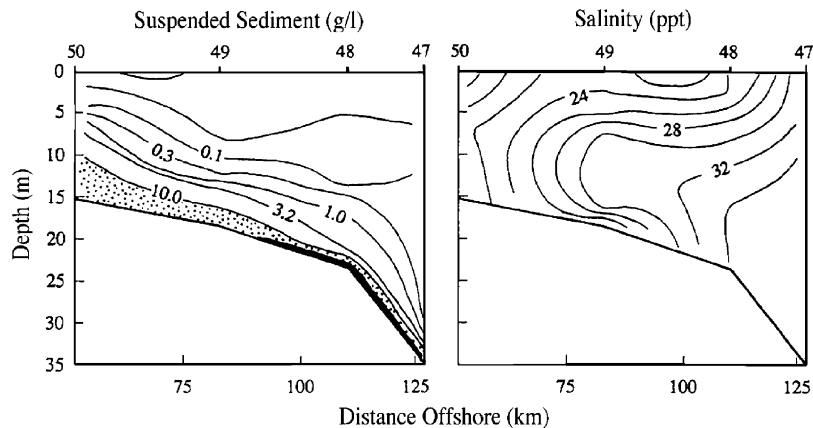 Suspended Sediment (g/l)
50 49 48 47
0
5
10
15
20
25
30
35
Depth (m)
0.1
0.3
10.0
3.2
1.0
75 100 125
Salinity (ppt)
50 49 48 47
24
28
32
75 100 125
Distance Offshore (km)